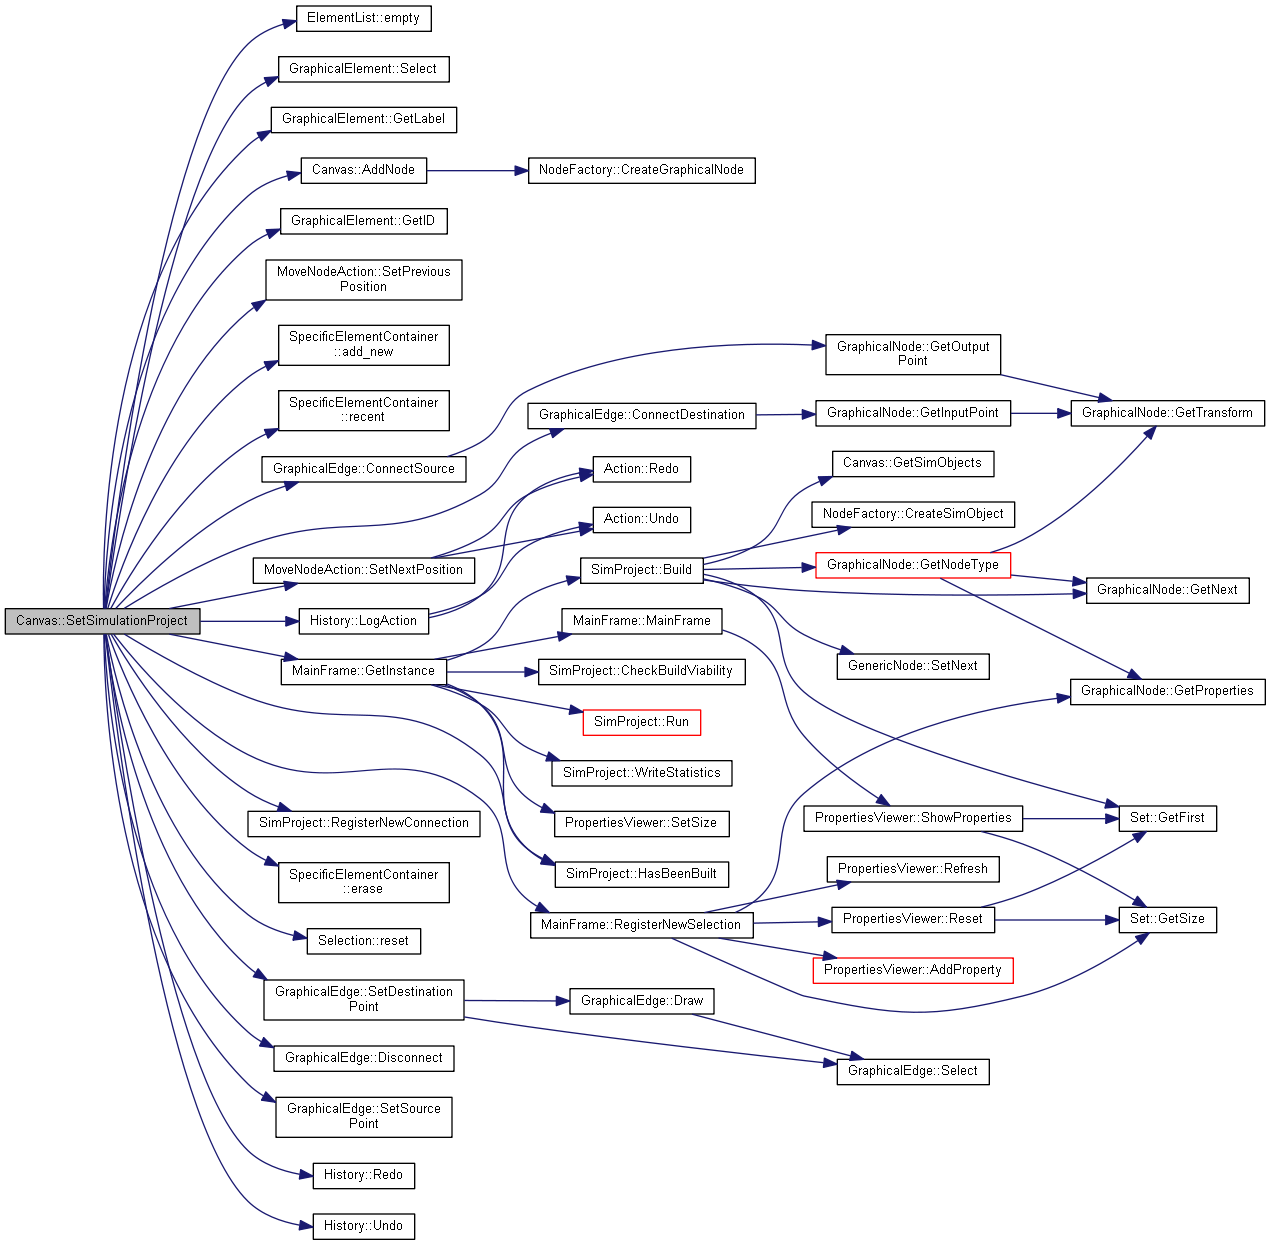 ElementList::empty
GraphicalElement::Select
GraphicalElement::GetLabel
Canvas::AddNode
NodeFactory::CreateGraphicalNode
GraphicalElement::GetID
MoveNodeAction::SetPrevious
Position
SpecificElementContainer
::add_new
GraphicalNode::GetOutput
Point
SpecificElementContainer
::recent
GraphicalEdge::ConnectDestination
GraphicalNode::GetInputPoint
GraphicalNode::GetTransform
GraphicalEdge::ConnectSource
Action::Redo
Canvas::GetSimObjects
Action::Undo
NodeFactory::CreateSimObject
MoveNodeAction::SetNextPosition
SimProject::Build
GraphicalNode::GetNodeType
GraphicalNode::GetNext
Canvas::SetSimulationProject
History::LogAction
MainFrame::MainFrame
MainFrame::GetInstance
SimProject::CheckBuildViability
GenericNode::SetNext
GraphicalNode::GetProperties
SimProject::Run
SimProject::WriteStatistics
SimProject::RegisterNewConnection
PropertiesViewer::SetSize
PropertiesViewer::ShowProperties
Set::GetFirst
SpecificElementContainer
::erase
SimProject::HasBeenBuilt
PropertiesViewer::Refresh
MainFrame::RegisterNewSelection
PropertiesViewer::Reset
Set::GetSize
Selection::reset
PropertiesViewer::AddProperty
GraphicalEdge::SetDestination
Point
GraphicalEdge::Draw
GraphicalEdge::Disconnect
GraphicalEdge::Select
GraphicalEdge::SetSource
Point
History::Redo
History::Undo